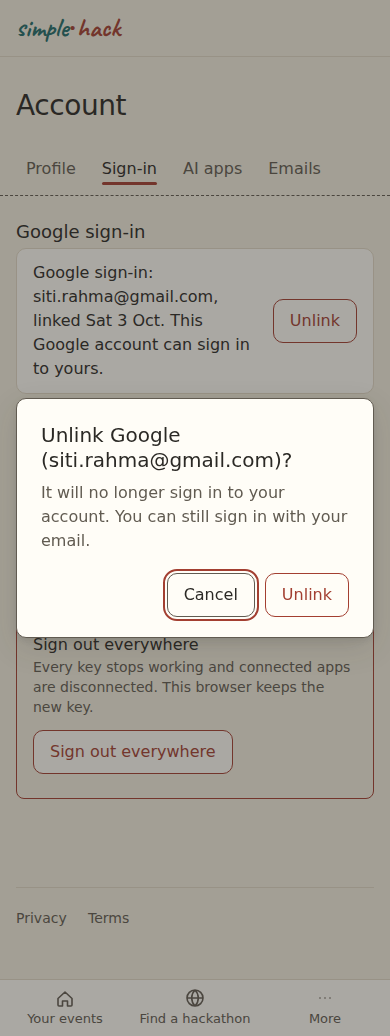 simple·hack
Account
Profile
Sign-in
AI apps
Emails
Google sign-in
Google sign-in:
siti.rahma@gmail.com,
linked Sat 3 Oct. This
Google account can sign in
to yours.
Unlink
Unlink Google
(siti.rahma@gmail.com)?
It will no longer sign in to your
account. You can still sign in with your
email.
Cancel
Unlink
Sign out everywhere
Every key stops working and connected apps
are disconnected. This browser keeps the
new key.
Sign out everywhere
Privacy
Terms
Your events
Find a hackathon
More